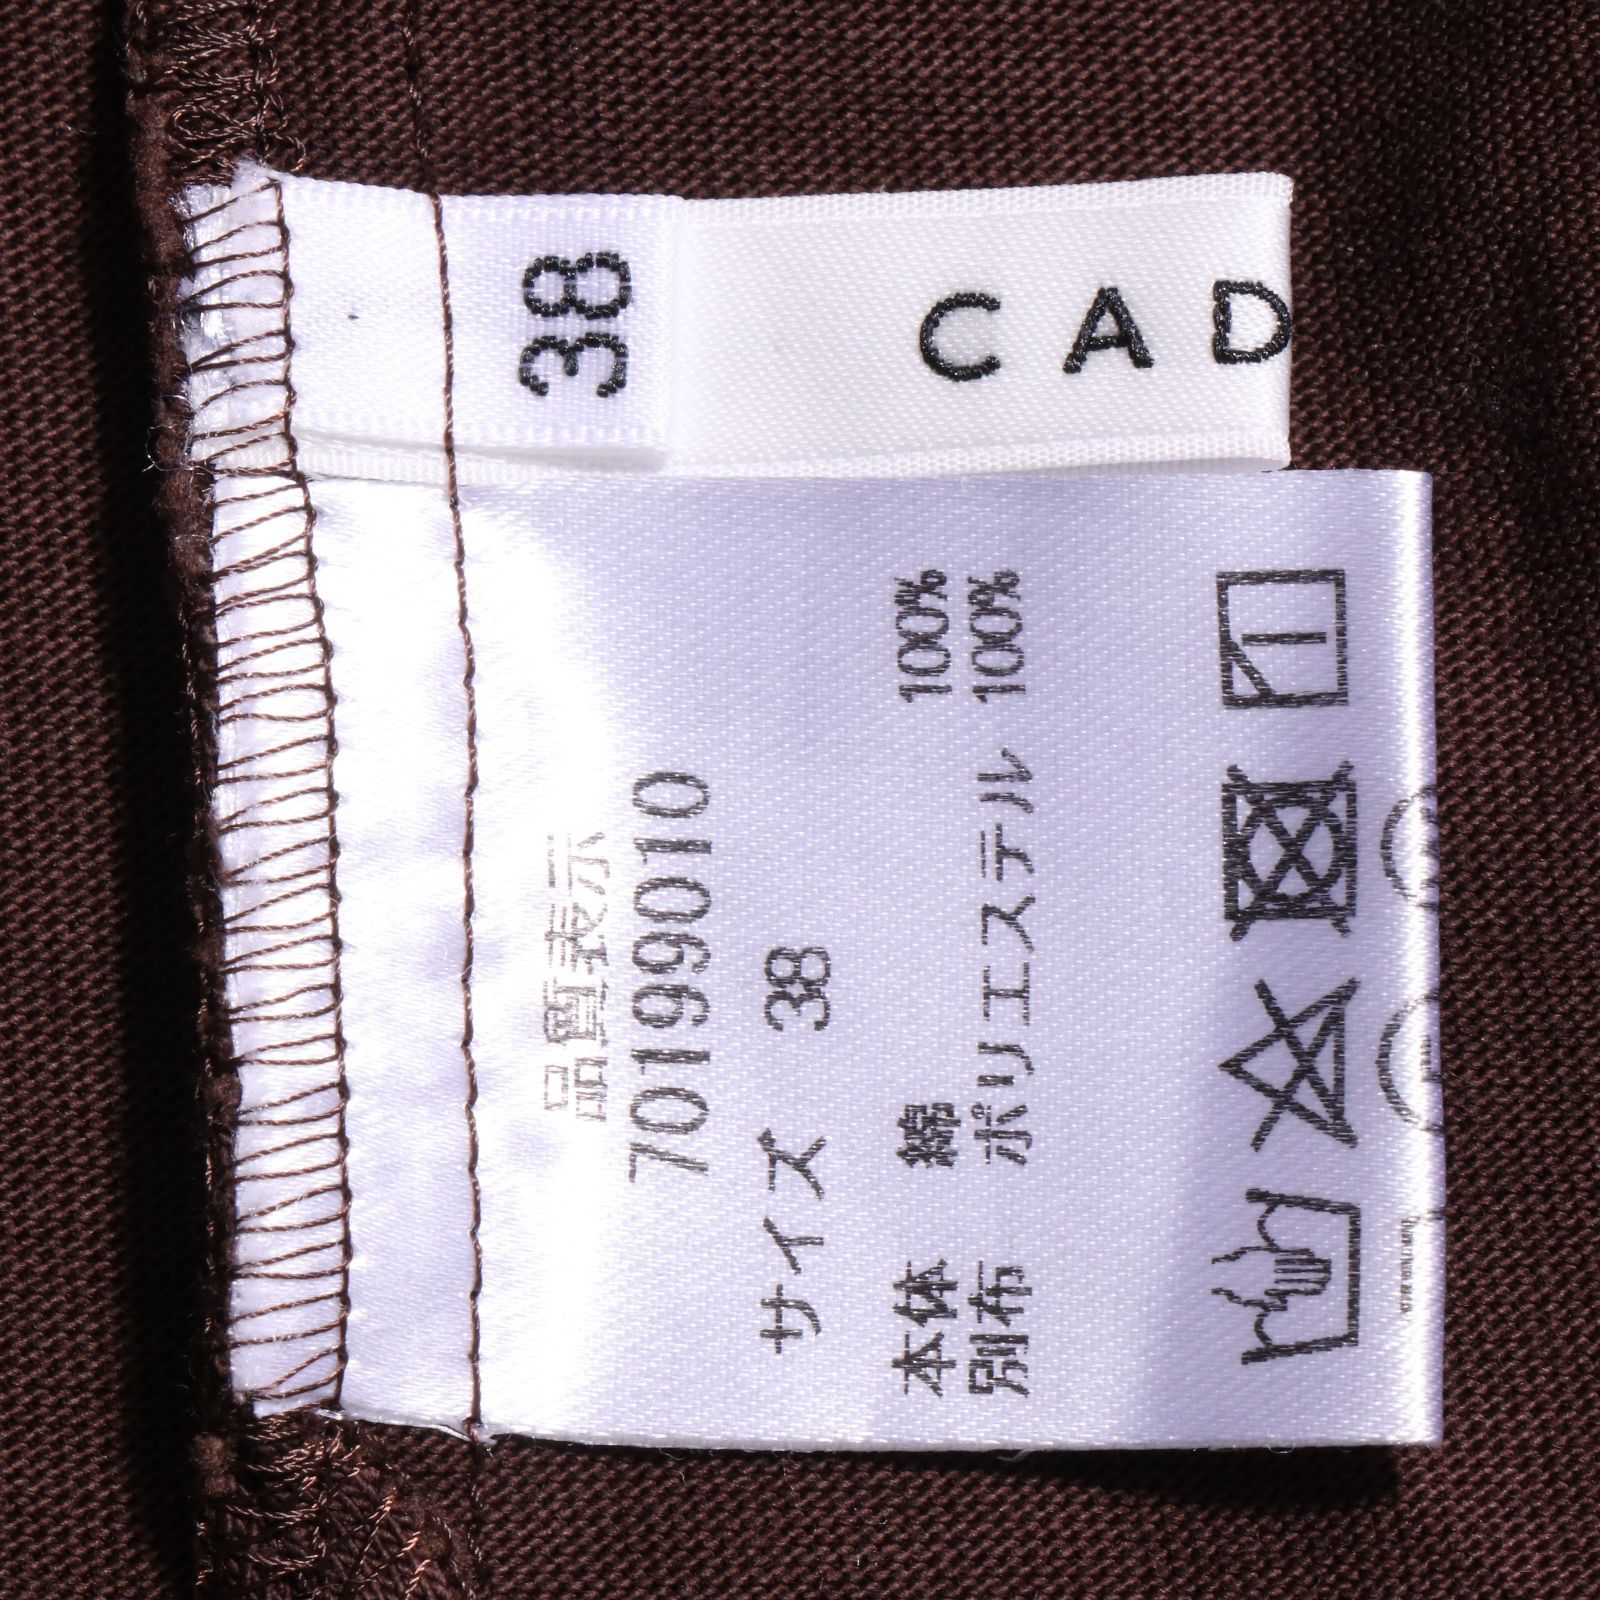 38
CAD
品質表示
70199010
サイズ 38
本体 綿 100%
別布 ポリエステル 100%